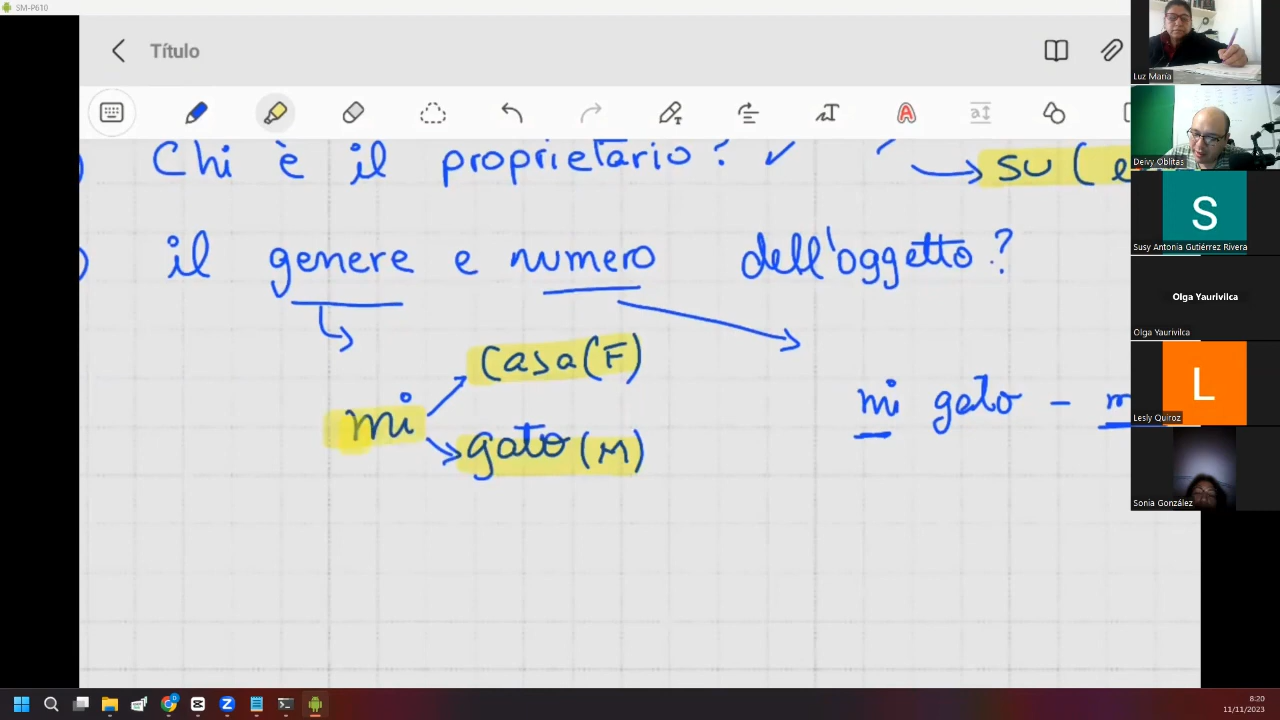 SM-P610
Título
Chi è il proprietario? ✓
su (e
il genere e numero dell'oggetto?
casa (F)
mi
gato (M)
mi gato - m
Luz María
Deivy Oblitas
S
Susy Antonia Gutiérrez Rivera
Olga Yaurivilca
Olga Yaurivilca
L
Lesly Quiroz
Sonia González
8:20
11/11/2023